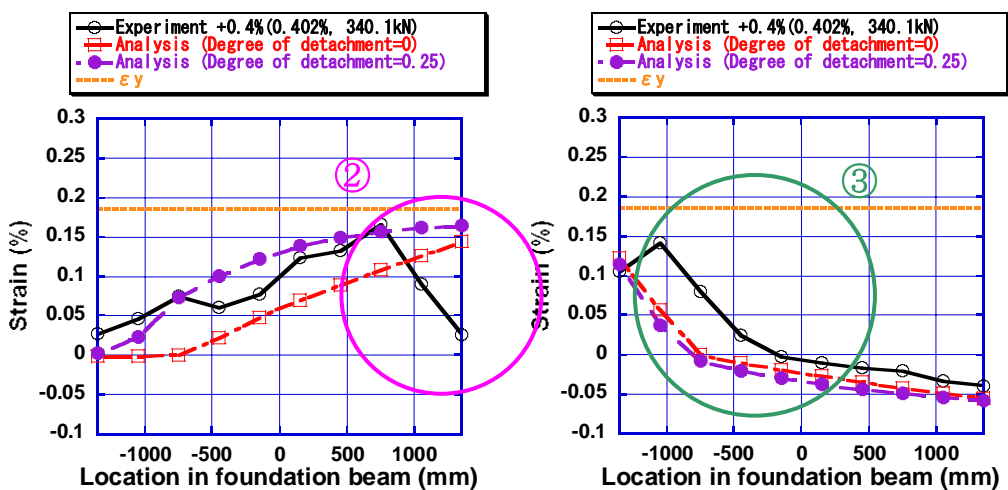 Experiment +0.4%(0.402%, 340.1kN)
Analysis (Degree of detachment=0)
Analysis (Degree of detachment=0.25)
εy
0.3
0.25
0.2
0.15
0.1
0.05
0
-0.05
-0.1
Strain (%)
-1000 -500 0 500 1000
Location in foundation beam (mm)
②
Experiment +0.4%(0.402%, 340.1kN)
Analysis (Degree of detachment=0)
Analysis (Degree of detachment=0.25)
εy
0.3
0.25
0.2
0.15
0.1
0.05
0
-0.05
-0.1
Strain (%)
-1000 -500 0 500 1000
Location in foundation beam (mm)
③